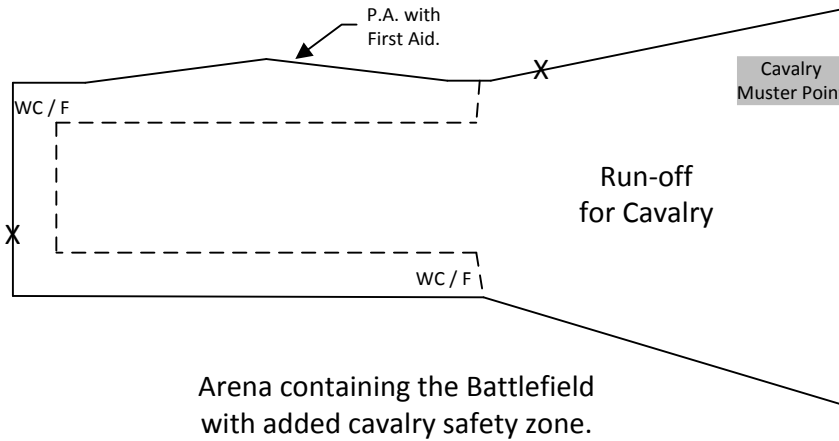 P.A. with
First Aid.
X
Cavalry
Muster Poin
WC / F
Run-off
for Cavalry
X
WC / F
Arena containing the Battlefield
with added cavalry safety zone.